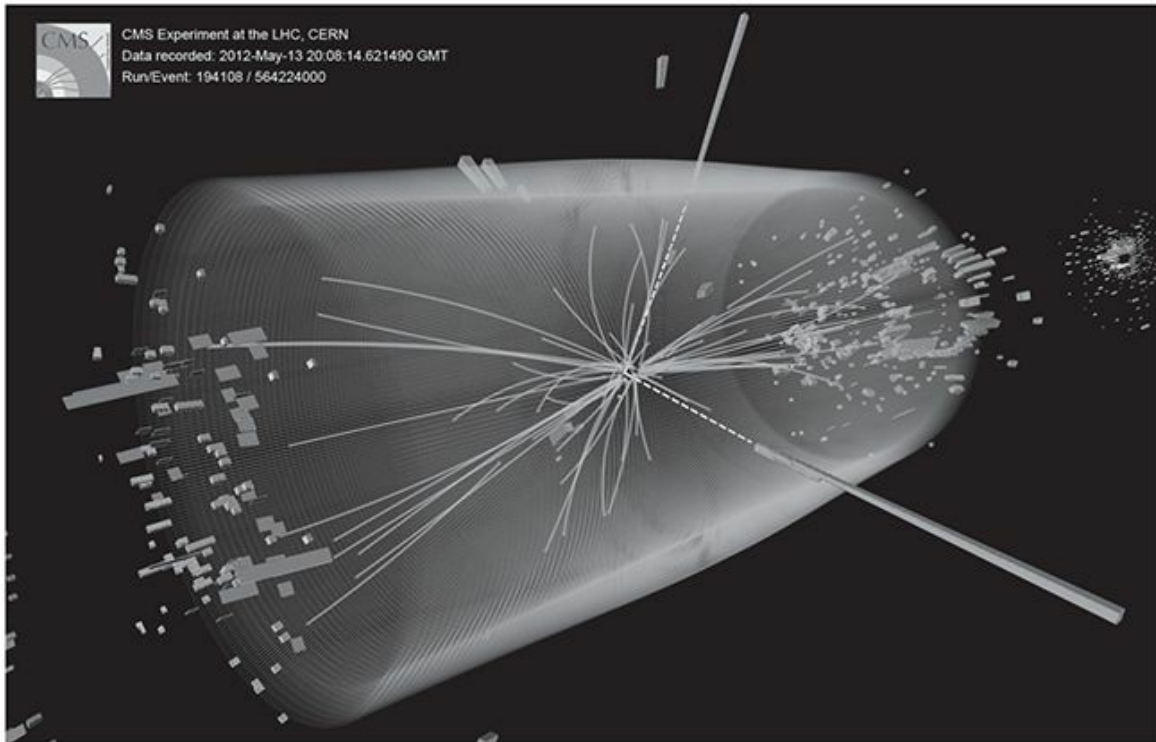 CMS
CMS Experiment at the LHC, CERN
Data recorded: 2012-May-13 20:08:14.621490 GMT
Run/Event: 194108 / 564224000